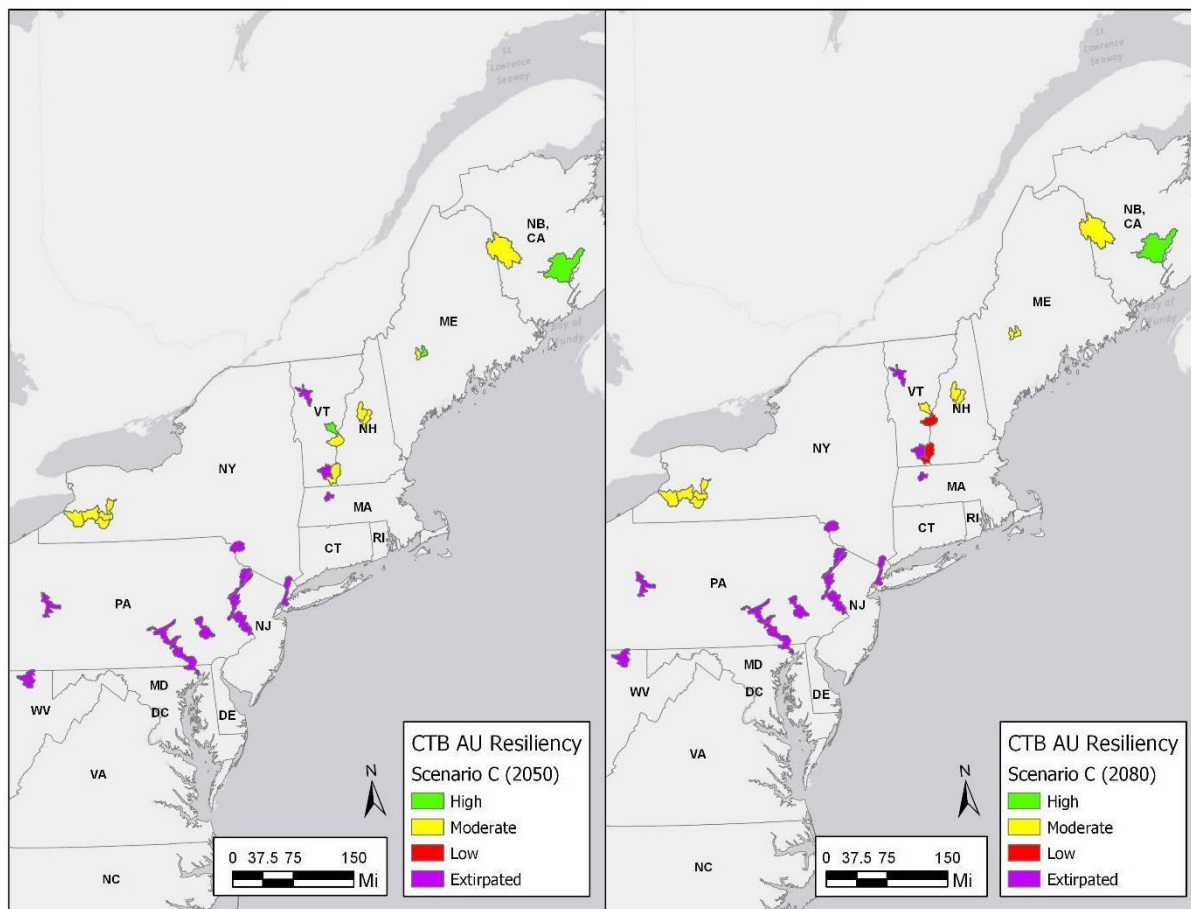 St
Lawrence
Seaway
NB,
CA
ME
Bay of
Fundy
VT
NH
NY
MA
CT
RI
PA
NJ
MD
DE
WV
DC
VA
NC
CTB AU Resiliency
Scenario C (2050)
High
Moderate
Low
Extirpated
N
0 37.5 75 150
Mi
St
Lawrence
Seaway
NB,
CA
ME
Bay of
Fundy
VT
NH
NY
MA
CT
RI
PA
NJ
MD
DE
WV
DC
VA
NC
CTB AU Resiliency
Scenario C (2080)
High
Moderate
Low
Extirpated
N
0 37.5 75 150
Mi